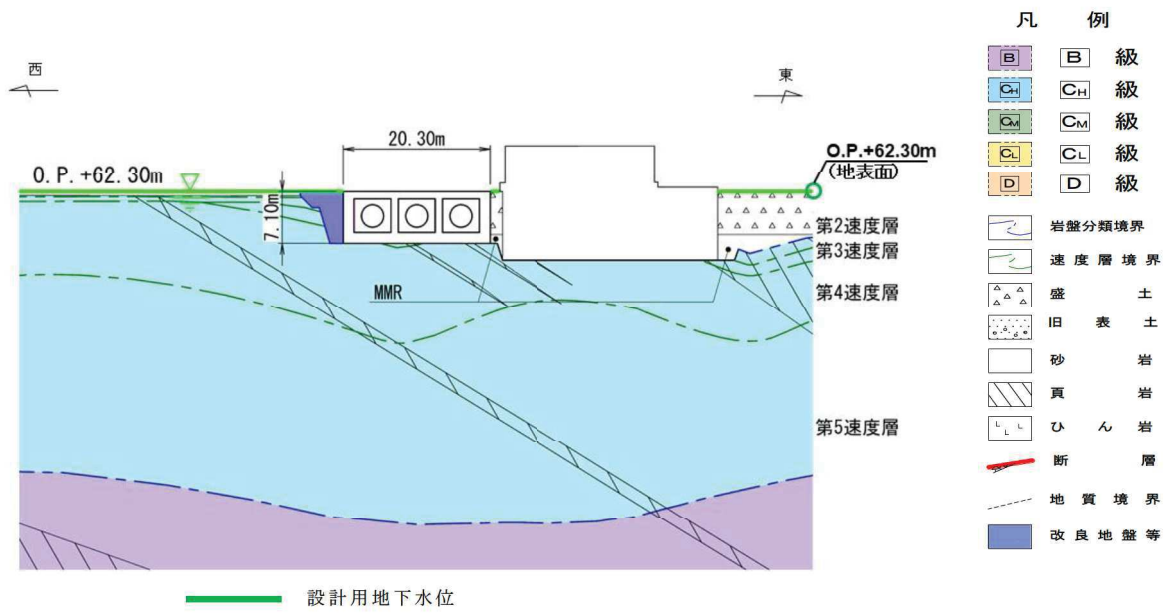 西
東
20.30m
O.P.+62.30m
7.10m
O.P.+62.30m
(地表面)
第2速度層
第3速度層
第4速度層
第5速度層
MMR
設計用地下水位
凡 例
B B 級
CH CH 級
CM CM 級
CL CL 級
D D 級
岩盤分類境界
速度層境界
盛土
旧表土
砂岩
頁岩
ひん岩
断層
地質境界
改良地盤等